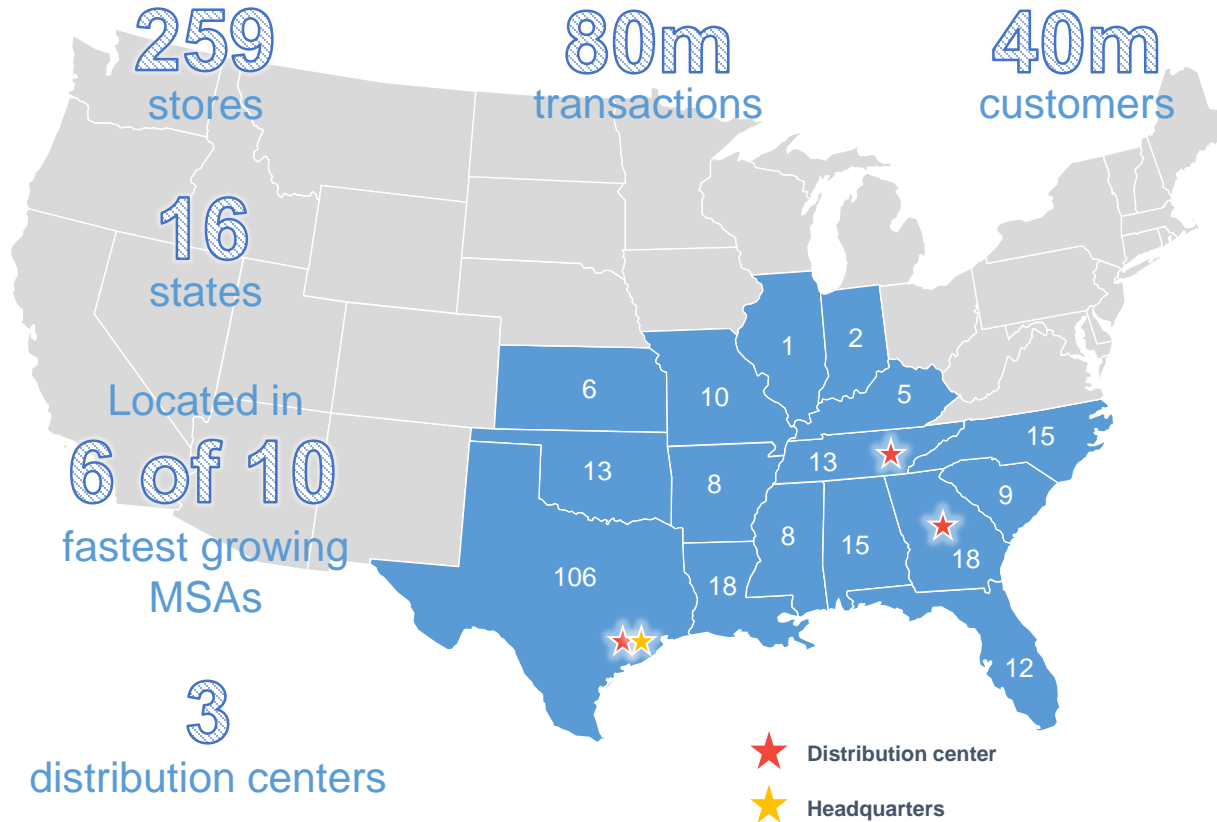 259
stores
80m
transactions
40m
customers
16
states
Located in
6 of 10
fastest growing
MSAs
3
distribution centers
1
2
6
10
5
13
8
13
15
9
8
15
18
106
18
12
Distribution center
Headquarters